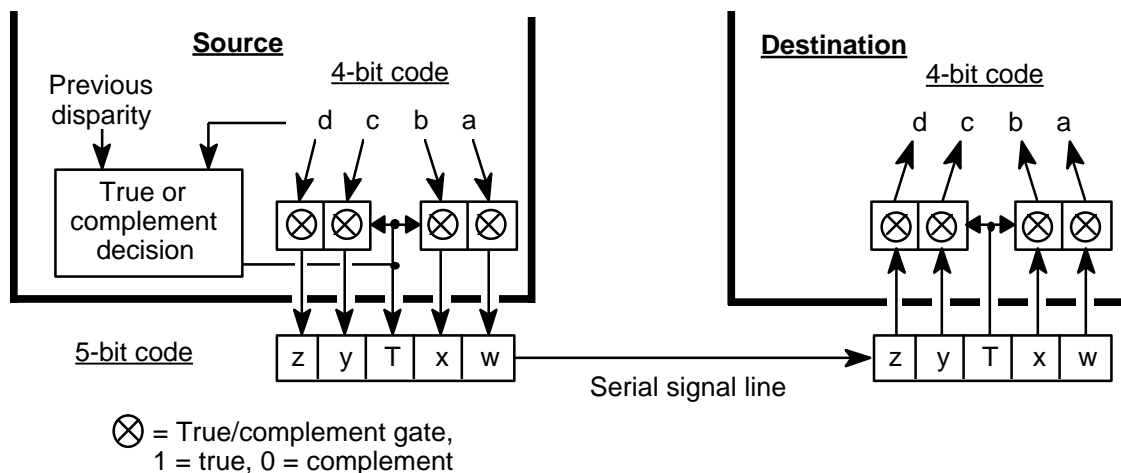 Source
4-bit code
Previous
disparity
d c b a
True or
complement
decision
5-bit code
z y T x w
Serial signal line
Destination
4-bit code
d c b a
z y T x w
= True/complement gate,
1 = true, 0 = complement